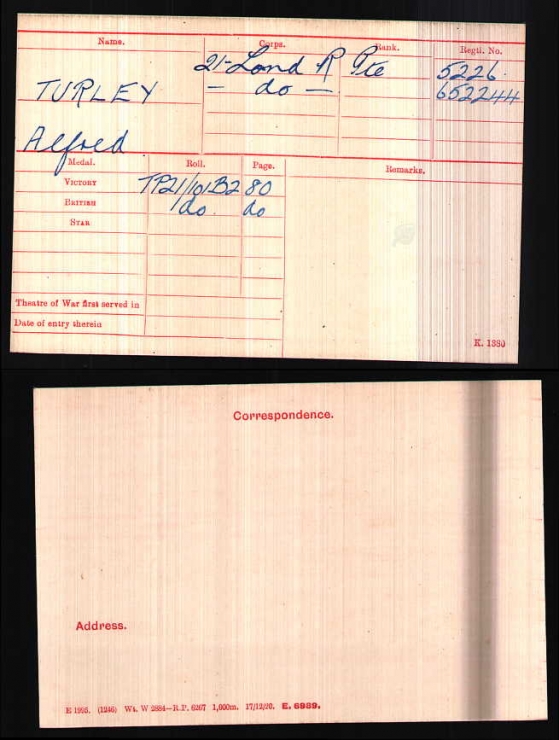 Name. Corps. Rank. Regtl. No.
21-Lond R Pte 5226.
TURLEY — do — 652244
Alfred
Medal. Roll. Page. Remarks.
VICTORY TP21/101B2 80
BRITISH do. do
STAR
Theatre of War first served in
Date of entry therein
K. 1380
Correspondence.
Address.
E 1995. (1246) Wt. W 2884—R.P. 6267 1,000m. 17/12/20. E. 6989.